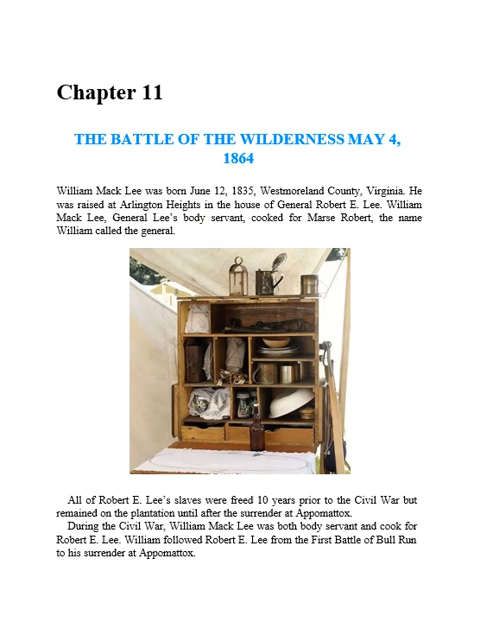 Chapter 11
THE BATTLE OF THE WILDERNESS MAY 4,
1864
William Mack Lee was born June 12, 1835, Westmoreland County, Virginia. He
was raised at Arlington Heights in the house of General Robert E. Lee. William
Mack Lee, General Lee’s body servant, cooked for Marse Robert, the name
William called the general.
All of Robert E. Lee’s slaves were freed 10 years prior to the Civil War but
remained on the plantation until after the surrender at Appomattox.
During the Civil War, William Mack Lee was both body servant and cook for
Robert E. Lee. William followed Robert E. Lee from the First Battle of Bull Run
to his surrender at Appomattox.